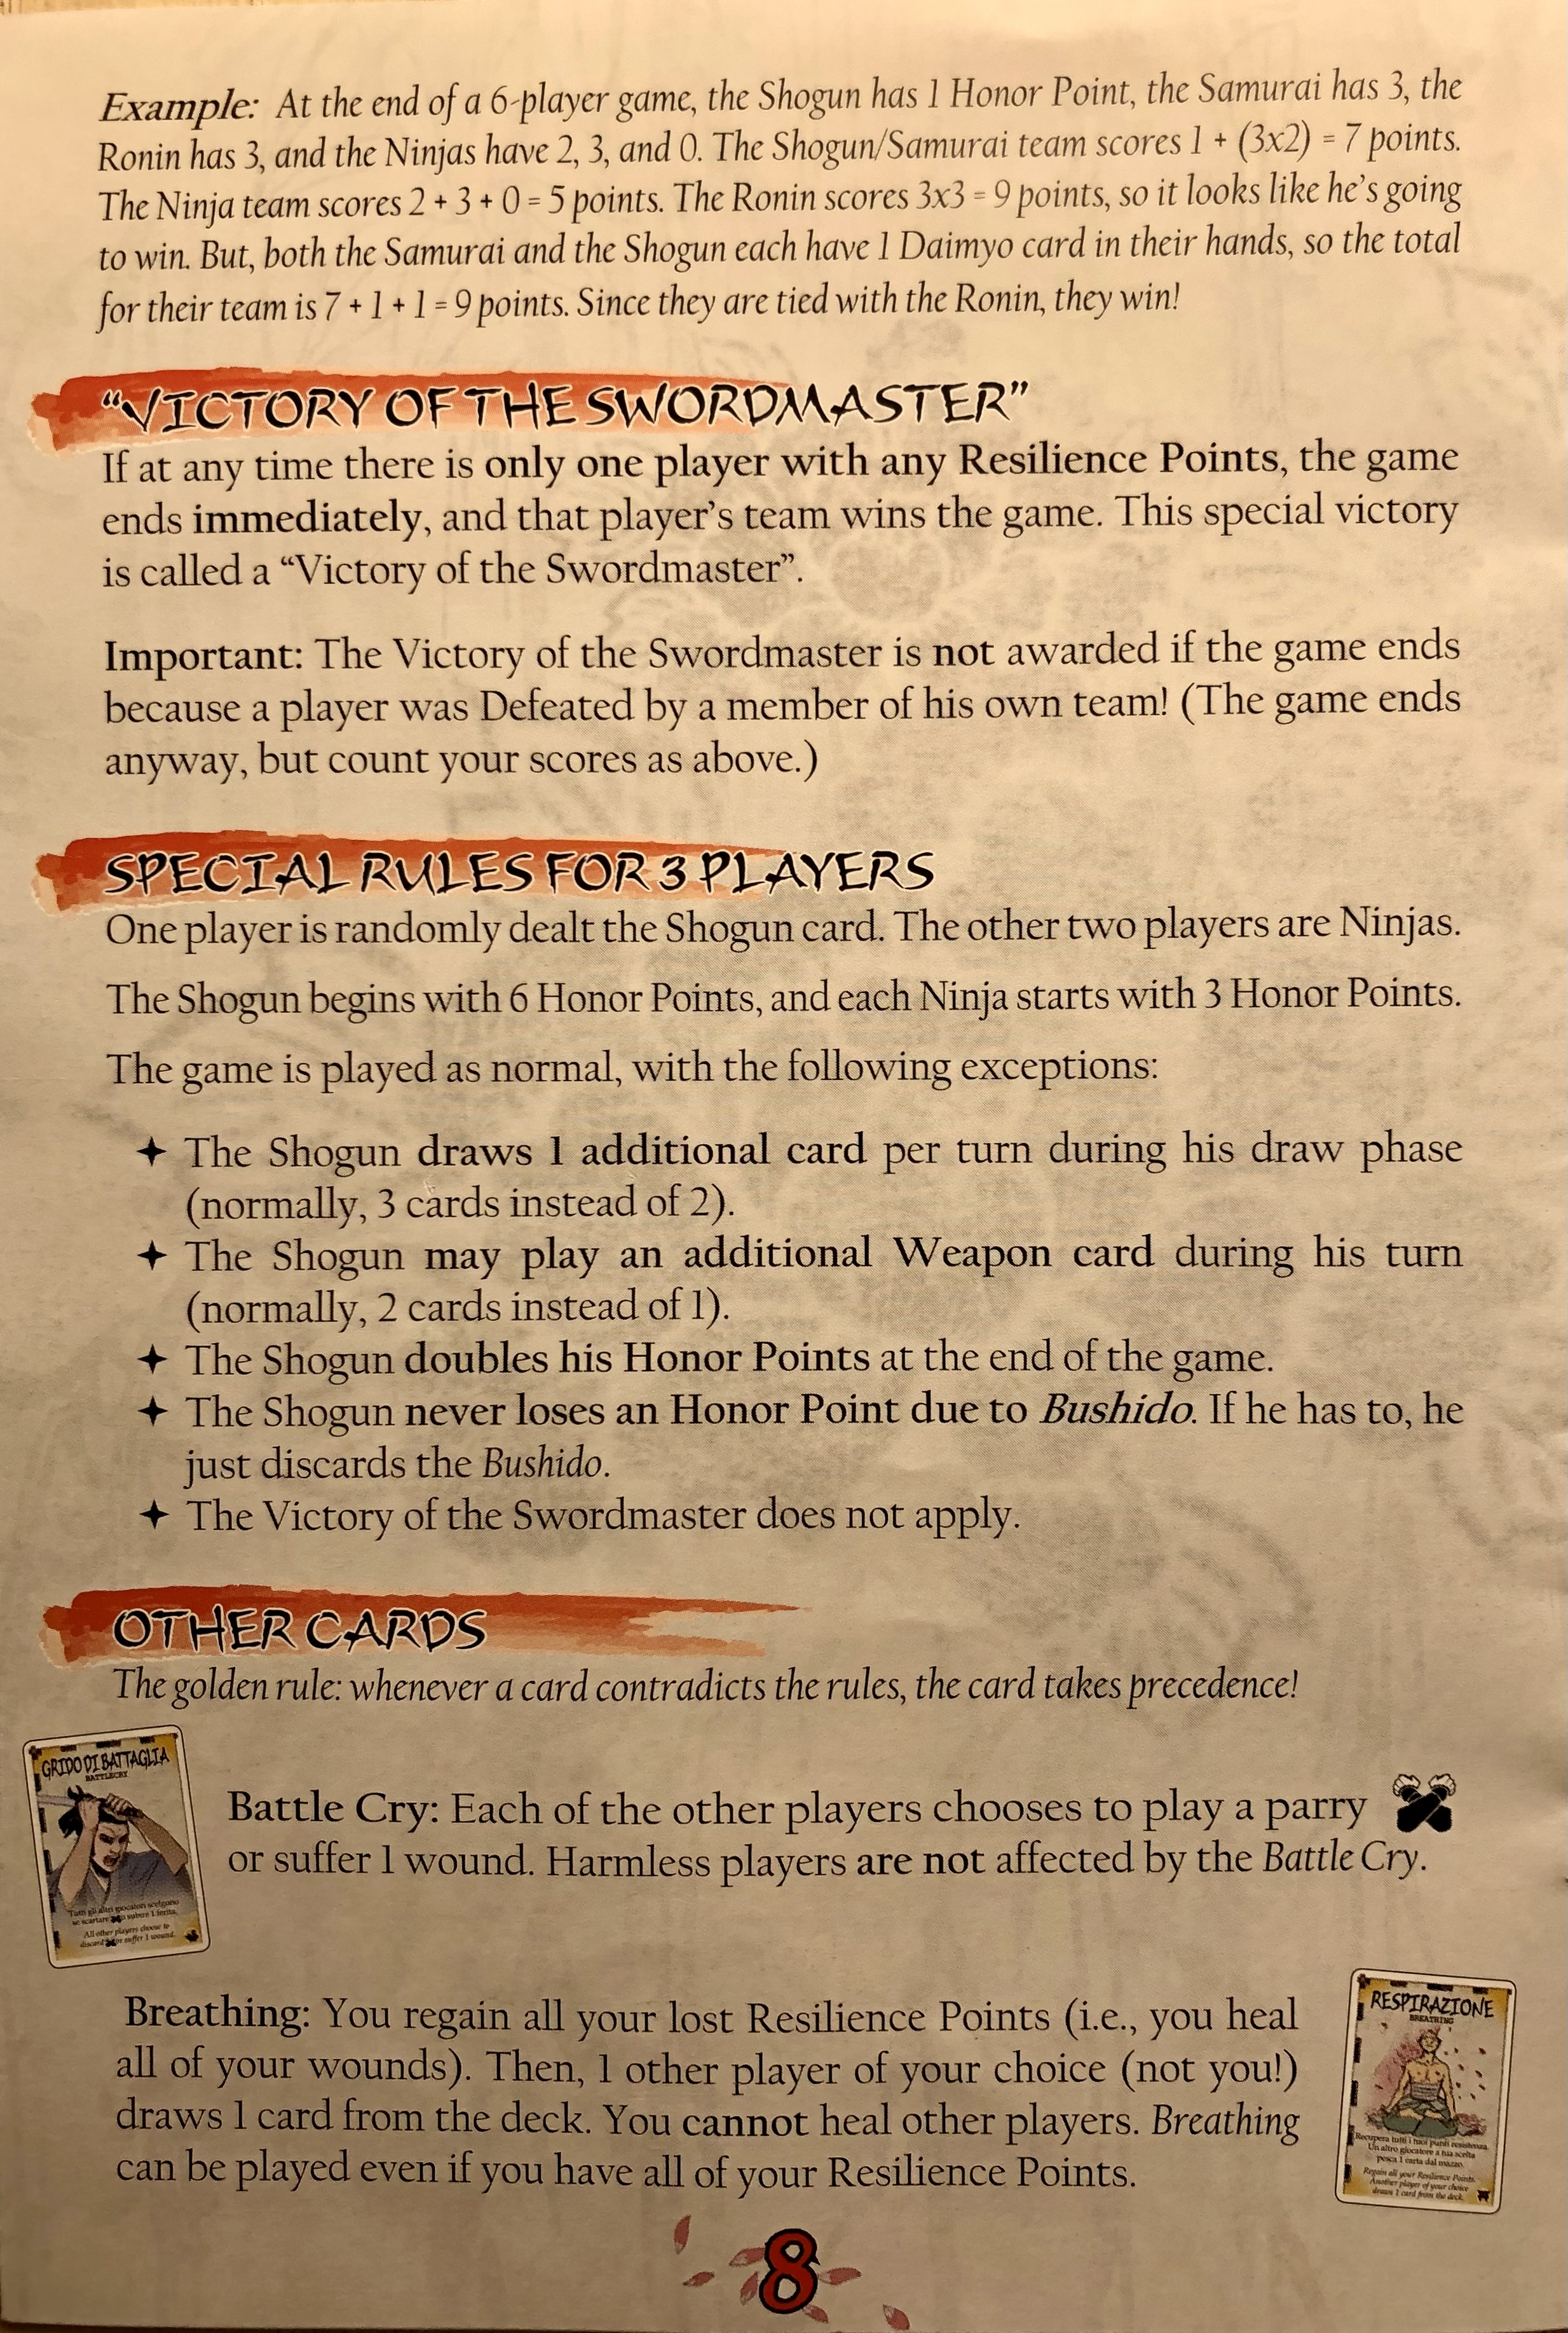 Example: At the end of a 6-player game, the Shogun has 1 Honor Point, the Samurai has 3, the
Ronin has 3, and the Ninjas have 2, 3, and 0. The Shogun/Samurai team scores 1 + (3x2) = 7 points.
The Ninja team scores 2 + 3 + 0 = 5 points. The Ronin scores 3x3 = 9 points, so it looks like he's going
to win. But, both the Samurai and the Shogun each have 1 Daimyo card in their hands, so the total
for their team is 7 + 1 + 1 = 9 points. Since they are tied with the Ronin, they win!
“VICTORY OF THE SWORDMASTER”
If at any time there is only one player with any Resilience Points, the game
ends immediately, and that player's team wins the game. This special victory
is called a “Victory of the Swordmaster”.
Important: The Victory of the Swordmaster is not awarded if the game ends
because a player was Defeated by a member of his own team! (The game ends
anyway, but count your scores as above.)
SPECIAL RULES FOR 3 PLAYERS
One player is randomly dealt the Shogun card. The other two players are Ninjas.
The Shogun begins with 6 Honor Points, and each Ninja starts with 3 Honor Points.
The game is played as normal, with the following exceptions:
✦ The Shogun draws 1 additional card per turn during his draw phase
(normally, 3 cards instead of 2).
✦ The Shogun may play an additional Weapon card during his turn
(normally, 2 cards instead of 1).
✦ The Shogun doubles his Honor Points at the end of the game.
✦ The Shogun never loses an Honor Point due to Bushido. If he has to, he
just discards the Bushido.
✦ The Victory of the Swordmaster does not apply.
OTHER CARDS
The golden rule: whenever a card contradicts the rules, the card takes precedence!
GRIDO DI BATTAGLIA
BATTLECRY
Tutti gli altri giocatori scelgono
se scartare o subire 1 ferita.
All other players choose to
discard or suffer 1 wound.
Battle Cry: Each of the other players chooses to play a parry
or suffer 1 wound. Harmless players are not affected by the Battle Cry.
Breathing: You regain all your lost Resilience Points (i.e., you heal
all of your wounds). Then, 1 other player of your choice (not you!)
draws 1 card from the deck. You cannot heal other players. Breathing
can be played even if you have all of your Resilience Points.
RESPIRAZIONE
BREATHING
Recupera tutti i tuoi punti resistenza.
Un altro giocatore a tua scelta
pesca 1 carta dal mazzo.
Regain all your Resilience Points.
Another player of your choice
draws 1 card from the deck.
8